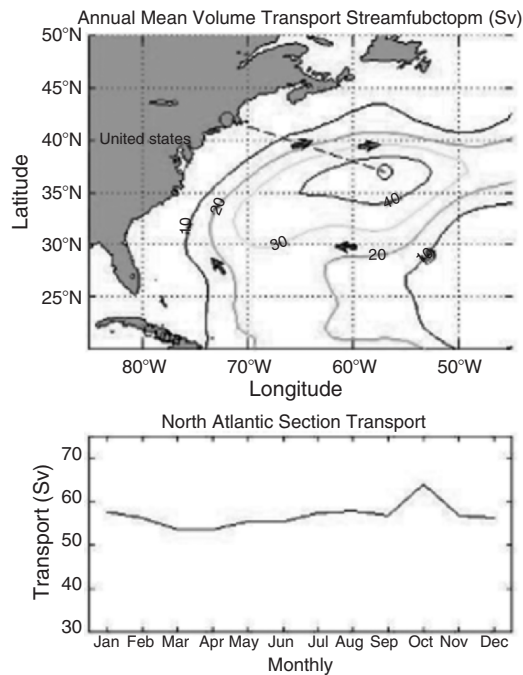 Annual Mean Volume Transport Streamfubctopm (Sv)
50°N
45°N
40°N
35°N
30°N
25°N
Latitude
United states
10
20
30
40
20
10
80°W 70°W 60°W 50°W
Longitude
North Atlantic Section Transport
70
60
50
40
30
Transport (Sv)
Jan Feb Mar Apr May Jun Jul Aug Sep Oct Nov Dec
Monthly